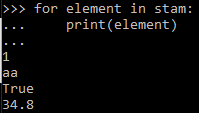 >>> for element in stam:
...     print(element)
...
1
aa
True
34.8